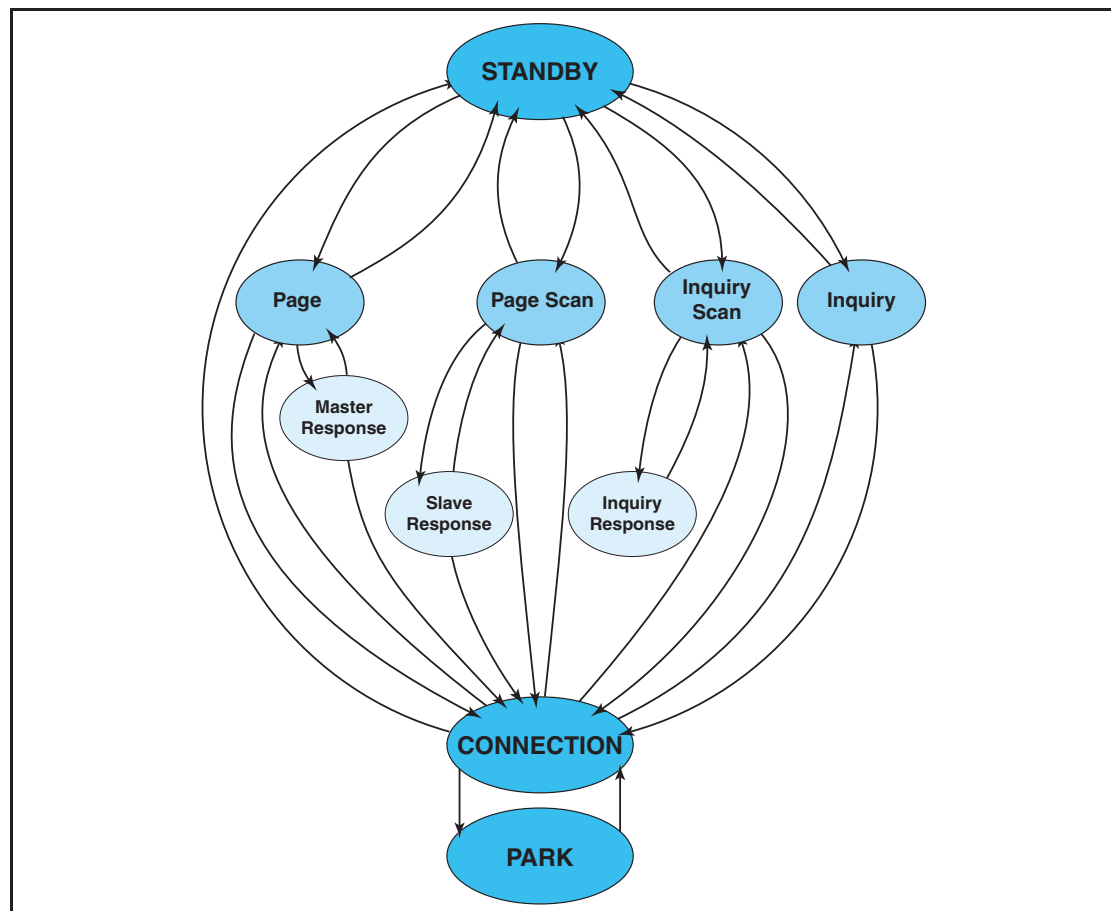 STANDBY
Page
Page Scan
Inquiry
Scan
Inquiry
Master
Response
Slave
Response
Inquiry
Response
CONNECTION
PARK